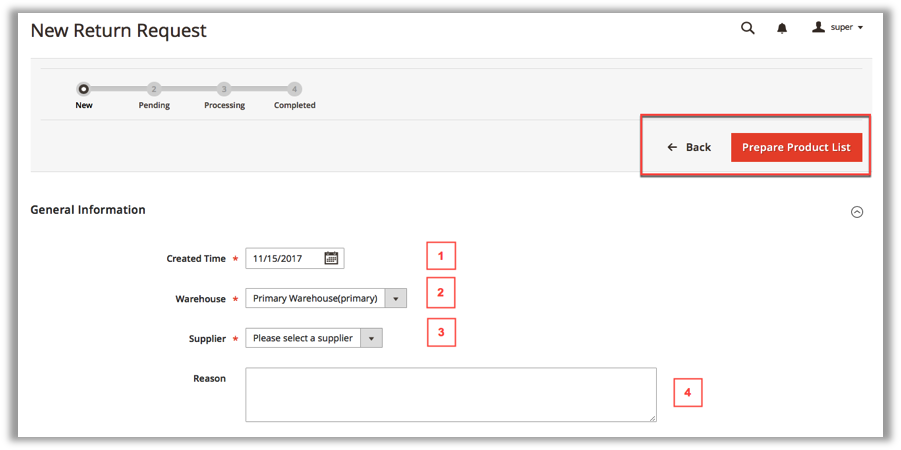 New Return Request
super
2 3 4
New Pending Processing Completed
Back Prepare Product List
General Information
Created Time * 11/15/2017 1
Warehouse * Primary Warehouse(primary) 2
Supplier * Please select a supplier 3
Reason
4